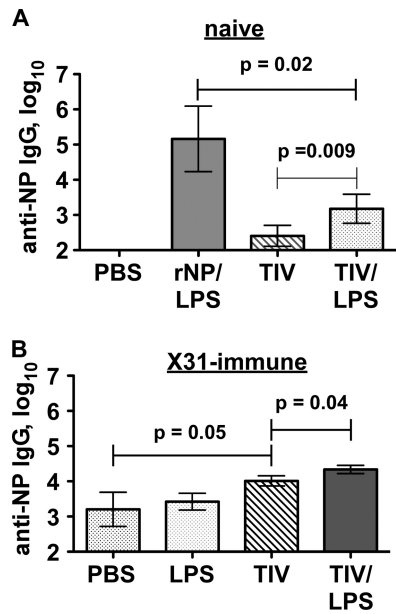 A
naive
anti-NP IgG, log10
7
6
5
4
3
2
p = 0.02
p =0.009
PBS
rNP/
LPS
TIV
TIV/
LPS
B
X31-immune
anti-NP IgG, log10
7
6
5
4
3
2
p = 0.04
p = 0.05
PBS
LPS
TIV
TIV/
LPS